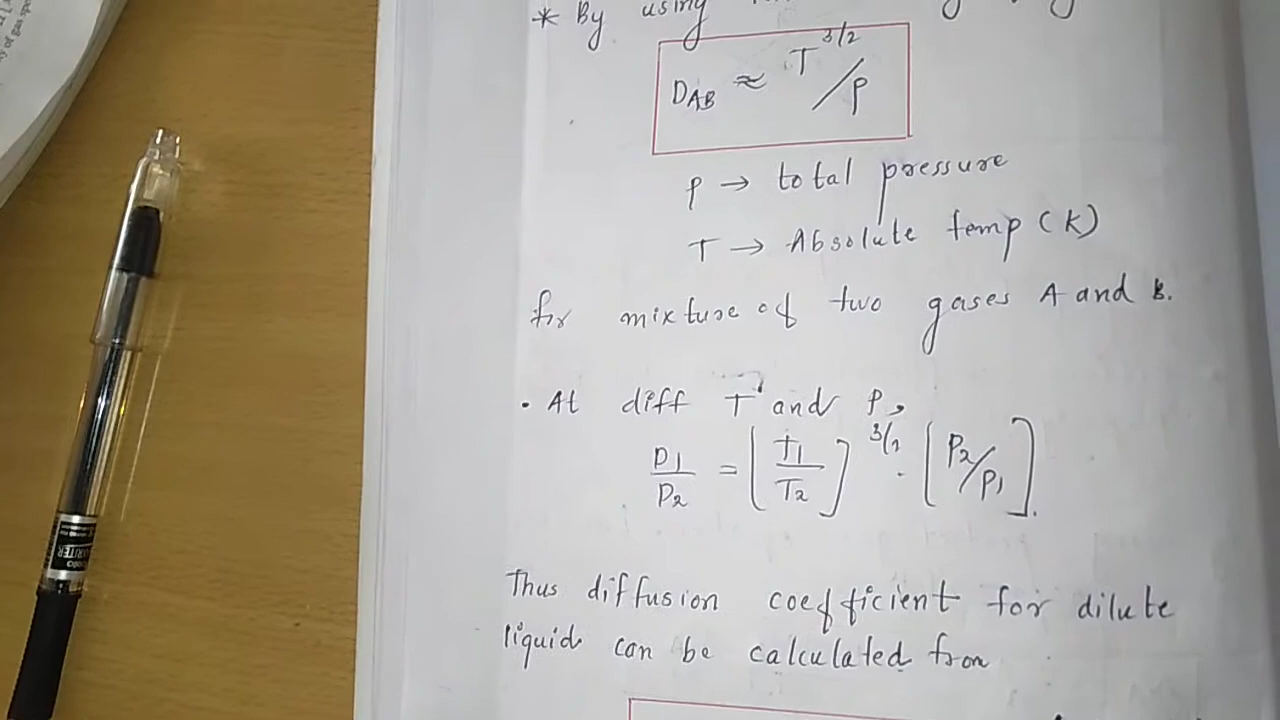 * By using
D_AB ≈ T^3/2 / P
P → total pressure
T → Absolute temp (K)
for mixture of two gases A and B.
• At diff T and P,
D1/D2 = [T1/T2]^3/2 · [P2/P1].
Thus diffusion coefficient for dilute
liquid can be calculated from